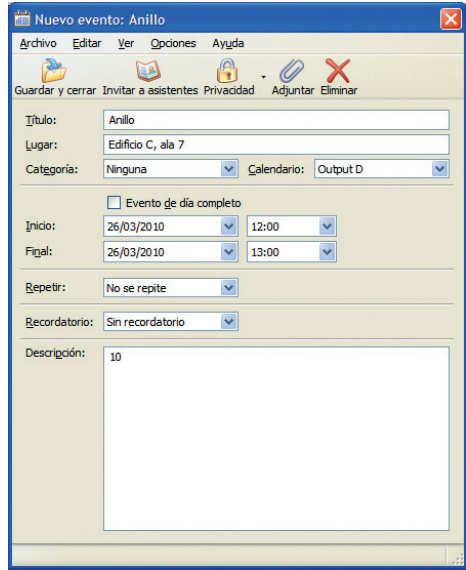 Nuevo evento: Anillo
Archivo Editar Ver Opciones Ayuda
Guardar y cerrar Invitar a asistentes Privacidad Adjuntar Eliminar
Título: Anillo
Lugar: Edificio C, ala 7
Categoría: Ninguna Calendario: Output D
Evento de día completo
Inicio: 26/03/2010 12:00
Final: 26/03/2010 13:00
Repetir: No se repite
Recordatorio: Sin recordatorio
Descripción: 10